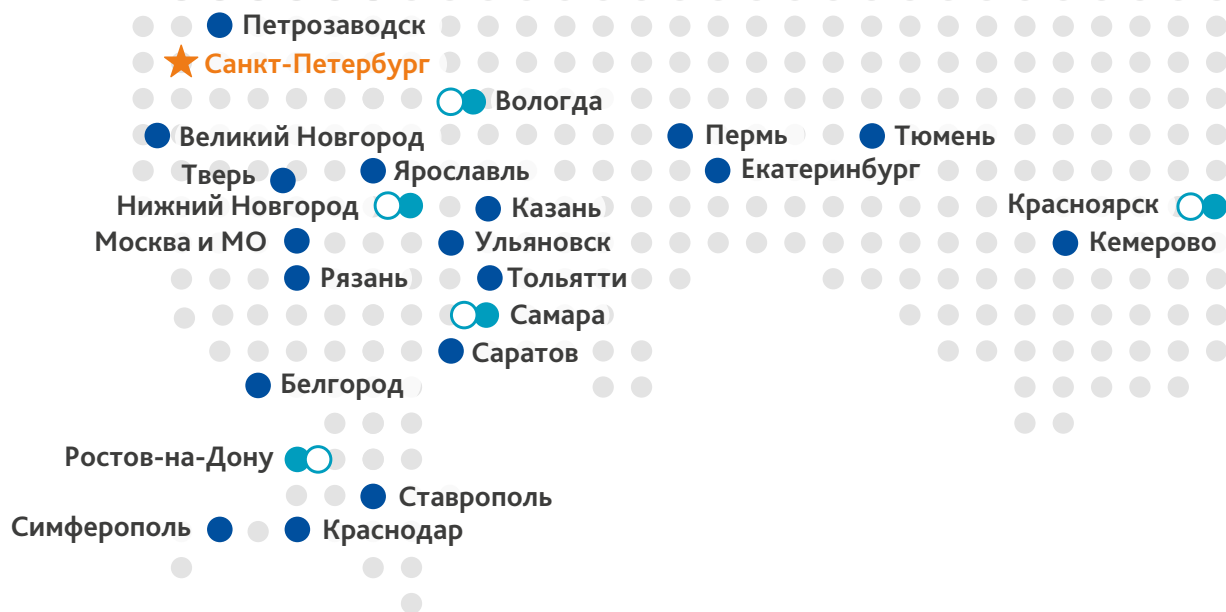 Петрозаводск
Санкт-Петербург
Вологда
Великий Новгород
Пермь
Тюмень
Тверь
Ярославль
Екатеринбург
Нижний Новгород
Казань
Красноярск
Москва и МО
Ульяновск
Кемерово
Рязань
Тольятти
Самара
Саратов
Белгород
Ростов-на-Дону
Ставрополь
Симферополь
Краснодар